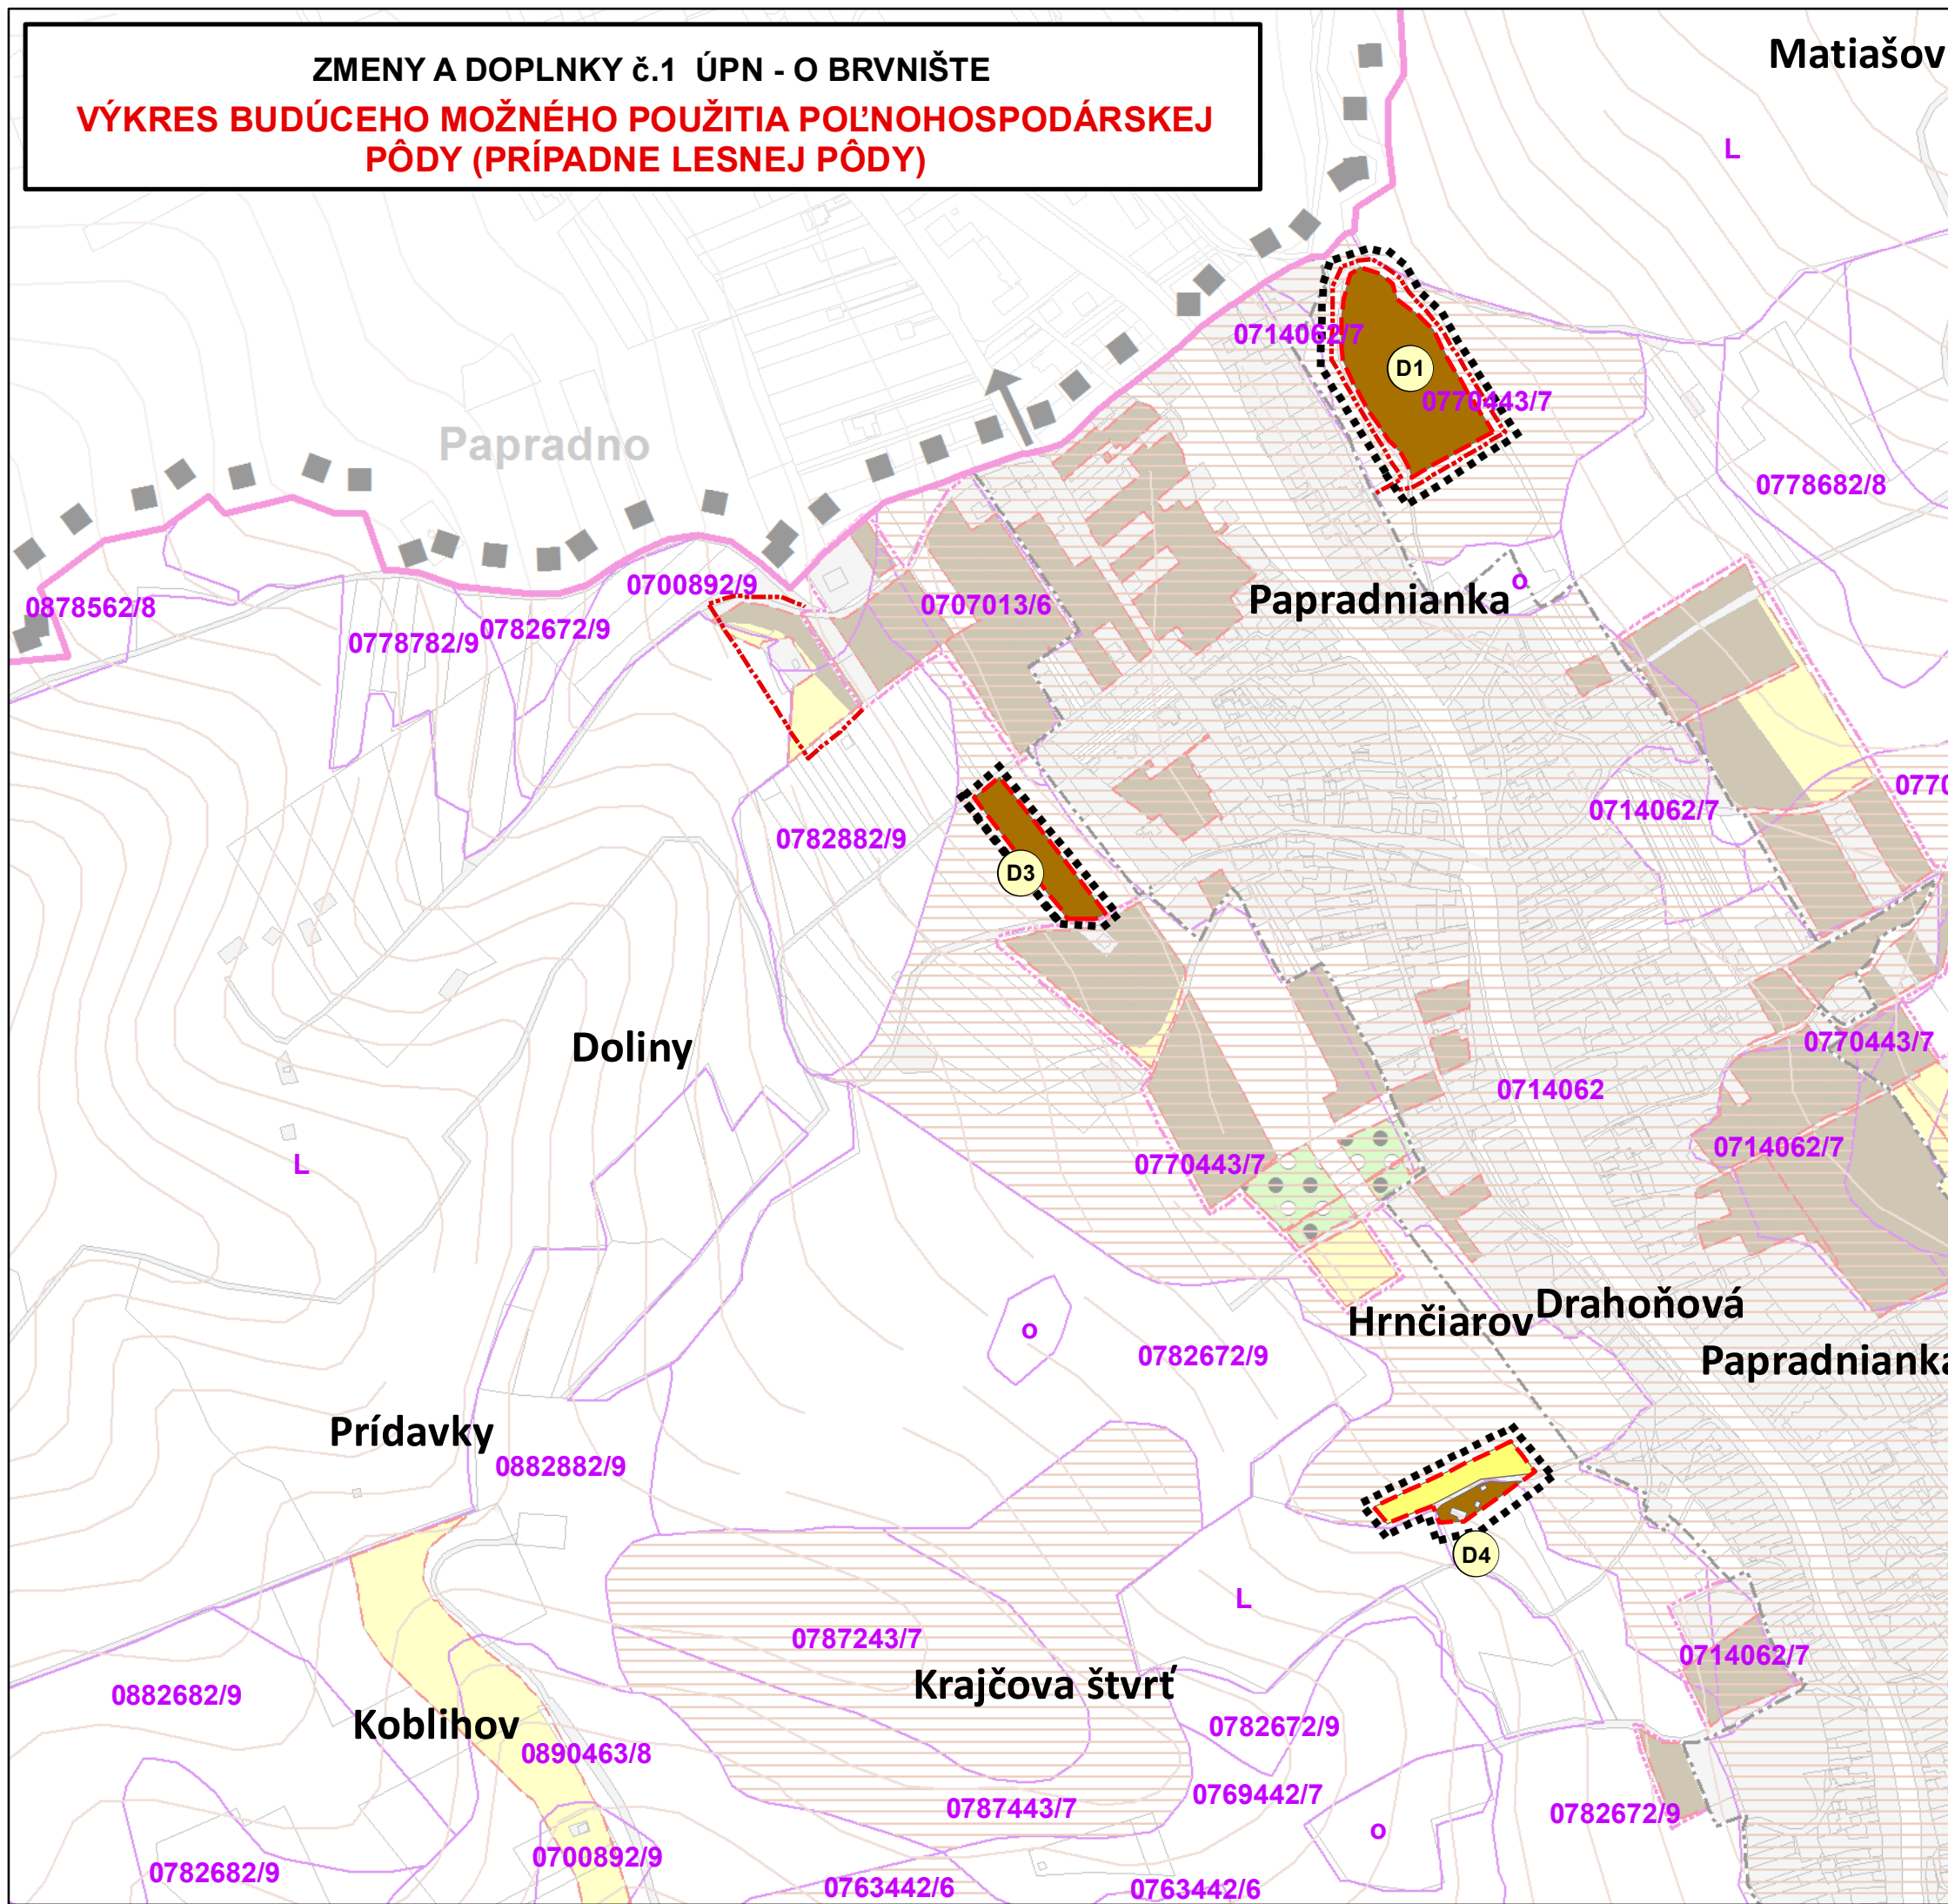 ZMENY A DOPLNKY č.1 ÚPN - O BRVNIŠTE
VÝKRES BUDÚCEHO MOŽNÉHO POUŽITIA POĽNOHOSPODÁRSKEJ
PÔDY (PRÍPADNE LESNEJ PÔDY)
Matiašov
L
0714062/7
D1
0770443/7
Papradno
0778682/8
0700892/9
0878562/8
0707013/6
Papradnianka
o
0778782/9
0782672/9
0770
0714062/7
0782882/9
D3
Doliny
0770443/7
0714062
0714062/7
L
0770443/7
Drahoňová
Hrnčiarov
o
0782672/9
Papradnianka
Prídavky
0882882/9
D4
L
0787243/7
0714062/7
Krajčova štvrť
0882682/9
Koblihov
0782672/9
0890463/8
0769442/7
0787443/7
0782672/9
o
0700892/9
0782682/9
0763442/6
0763442/6